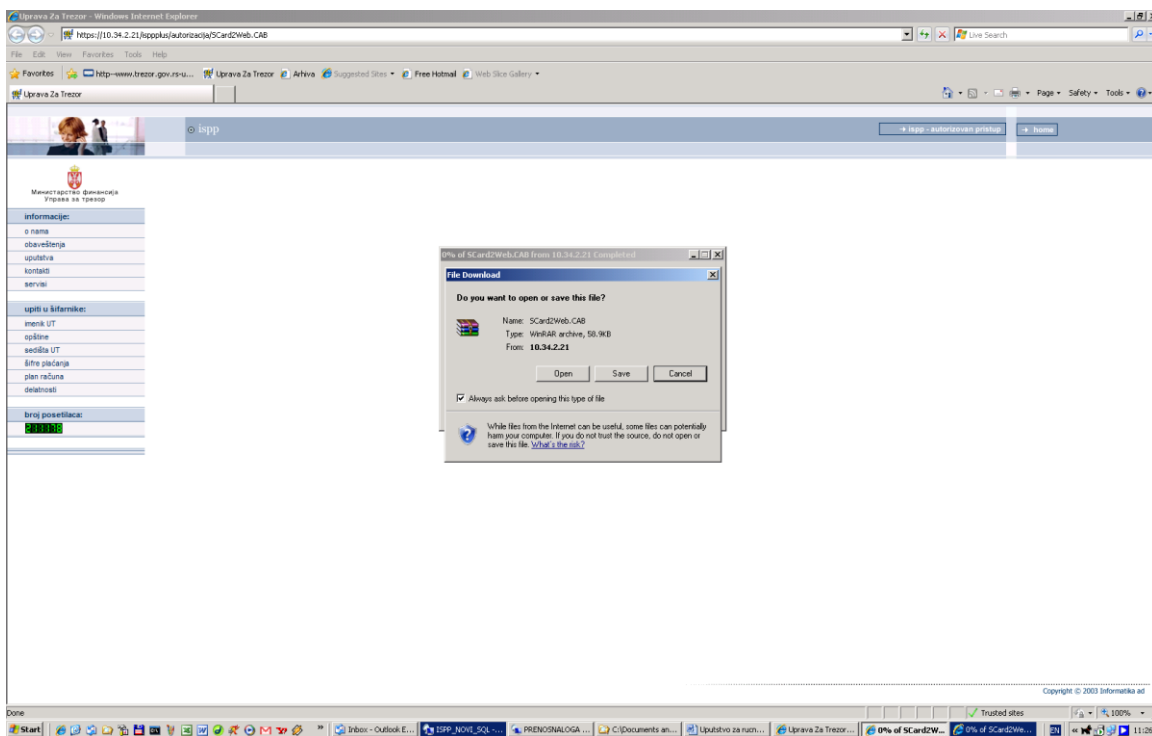 Uprava Za Trezor - Windows Internet Explorer
https://10.34.2.21/isppplus/autorizacija/SCard2Web.CAB
Live Search
File Edit View Favorites Tools Help
Favorites
http--www.trezor.gov.rs-u...
Uprava Za Trezor
Arhiva
Suggested Sites
Free Hotmail
Web Slice Gallery
Uprava Za Trezor
Page
Safety
Tools
ispp
ispp - autorizovan pristup
home
Министарство финансија
Управа за трезор
informacije:
o nama
obaveštenja
uputstva
kontakti
servisi
upiti u šifarnike:
imenik UT
opštine
sedišta UT
šifre plaćanja
plan računa
delatnosti
broj posetilaca:
0% of SCard2Web.CAB from 10.34.2.21 Completed
File Download
Do you want to open or save this file?
Name: SCard2Web.CAB
Type: WinRAR archive, 58.9KB
From: 10.34.2.21
Open
Save
Cancel
Always ask before opening this type of file
While files from the Internet can be useful, some files can potentially
harm your computer. If you do not trust the source, do not open or
save this file. What's the risk?
Copyright © 2003 Informatika ad
Done
Trusted sites
100%
Start
Inbox - Outlook E...
ISPP_NOVI_SQL -...
PRENOSNALOGA ...
C:\Documents an...
Uputstvo za rucn...
Uprava Za Trezor...
0% of SCard2W...
0% of SCard2We...
EN
11:26